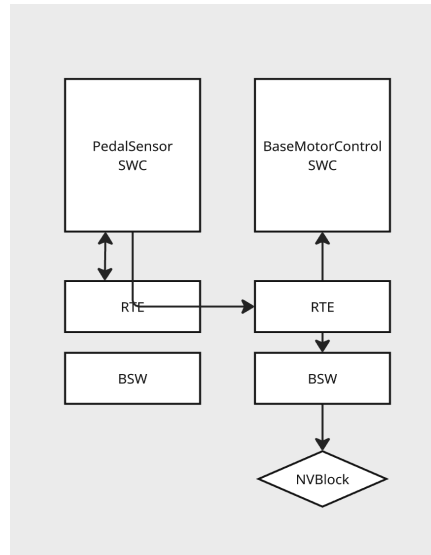 PedalSensor
SWC
BaseMotorControl
SWC
RTE
RTE
BSW
BSW
NVBlock